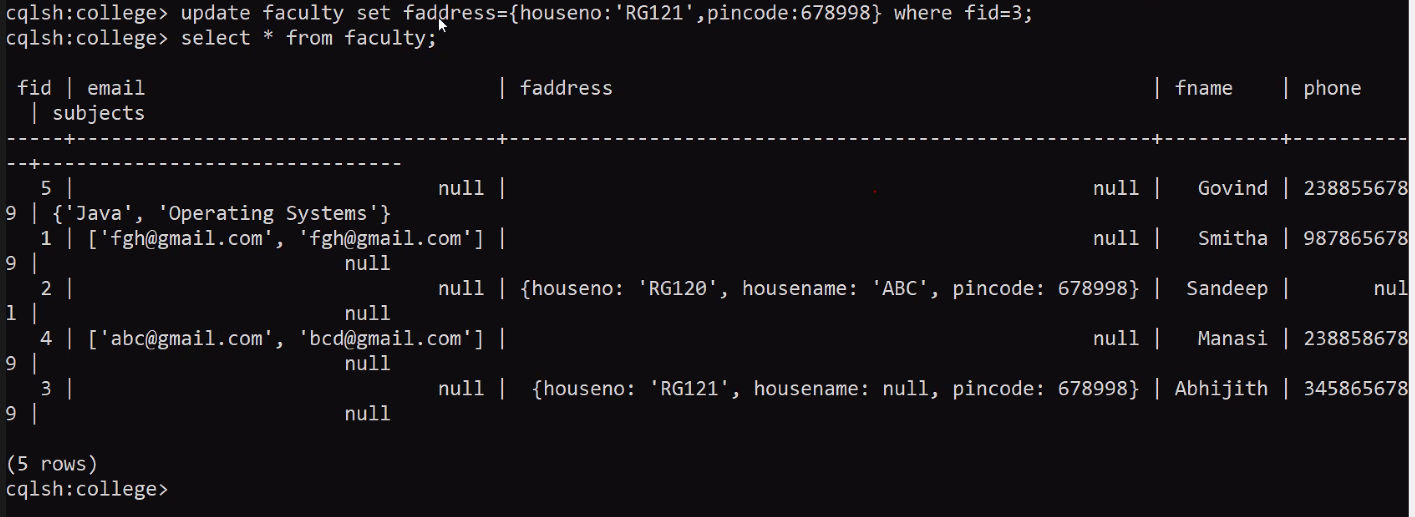 cqlsh:college> update faculty set faddress={houseno:'RG121',pincode:678998} where fid=3;
cqlsh:college> select * from faculty;
 fid | email                              | faddress                                              | fname    | phone
  | subjects
-----+------------------------------------+-------------------------------------------------------+----------+----------
--+-------------------------------
   5 |                               null |                                                  null |   Govind | 238855678
9 | {'Java', 'Operating Systems'}
   1 | ['fgh@gmail.com', 'fgh@gmail.com'] |                                                  null |   Smitha | 987865678
9 |                          null
   2 |                               null | {houseno: 'RG120', housename: 'ABC', pincode: 678998} |  Sandeep |       nul
l |                          null
   4 | ['abc@gmail.com', 'bcd@gmail.com'] |                                                  null |   Manasi | 238858678
9 |                          null
   3 |                               null |  {houseno: 'RG121', housename: null, pincode: 678998} | Abhijith | 345865678
9 |                          null
(5 rows)
cqlsh:college>